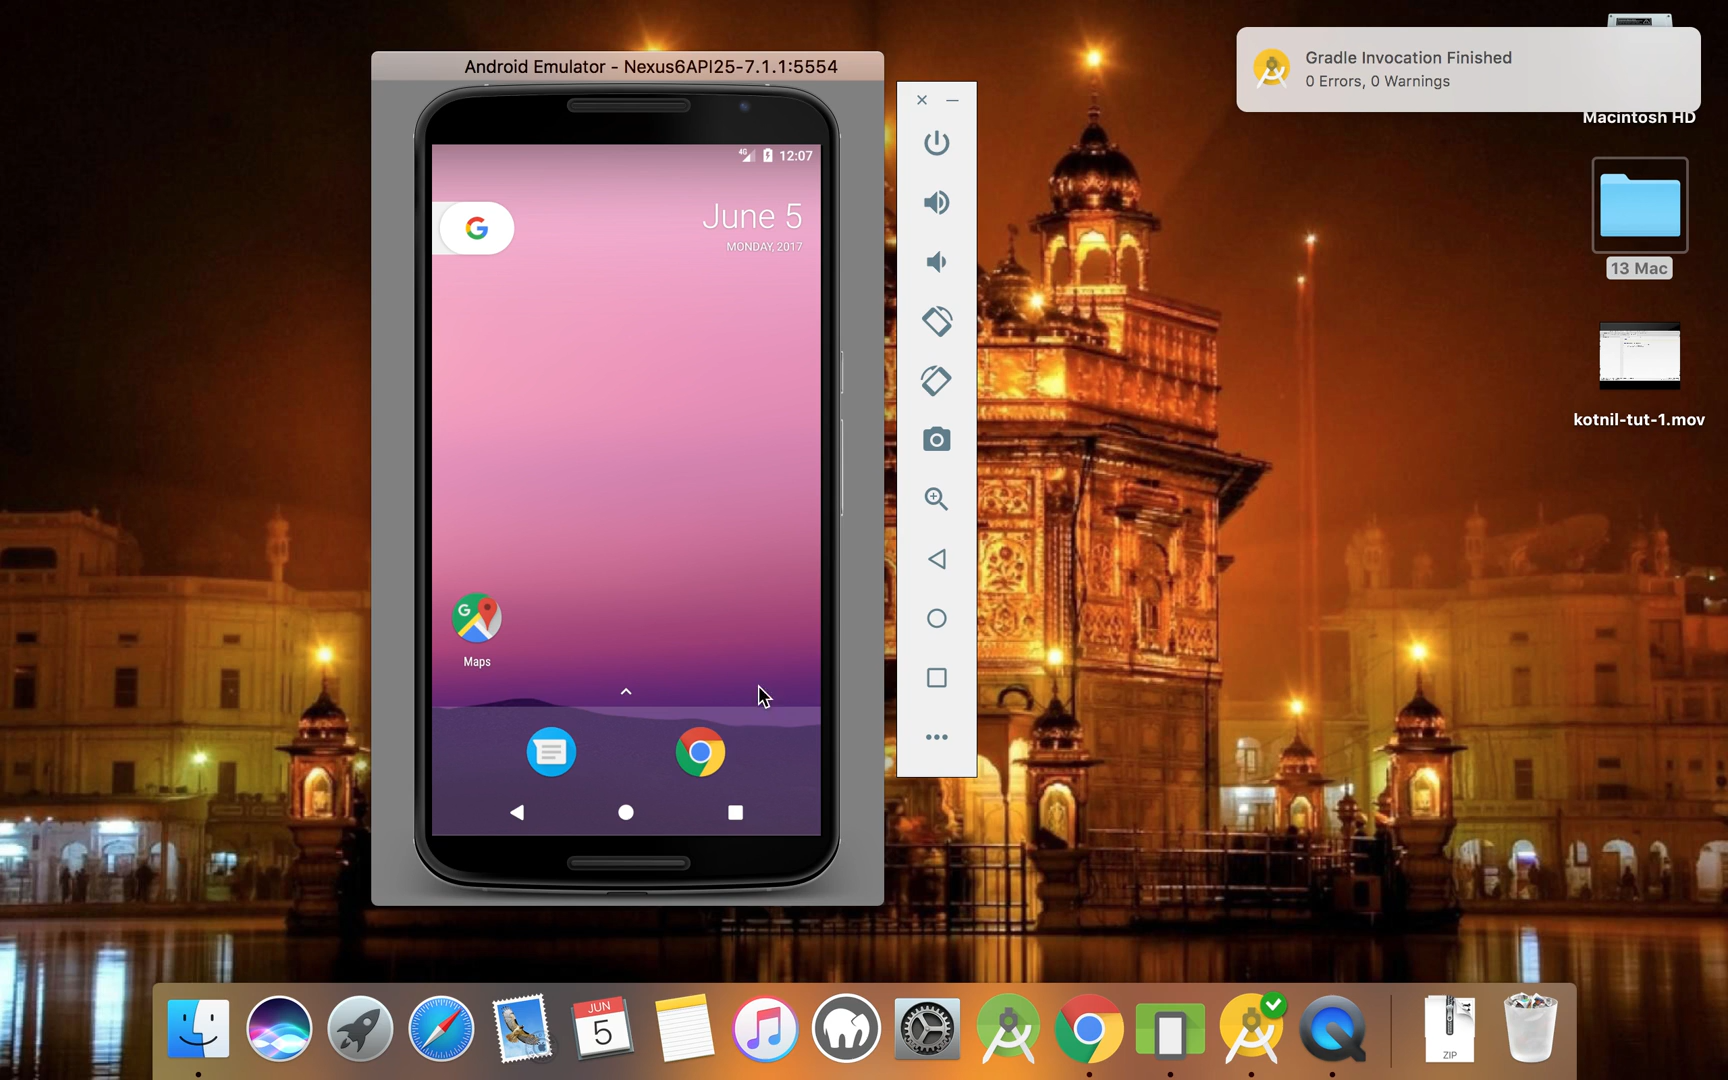 Android Emulator - Nexus6API25-7.1.1:5554
Gradle Invocation Finished
0 Errors, 0 Warnings
Macintosh HD
4G 12:07
G
June 5
MONDAY, 2017
13 Mac
kotnil-tut-1.mov
G
Maps
JUN
5
ZIP